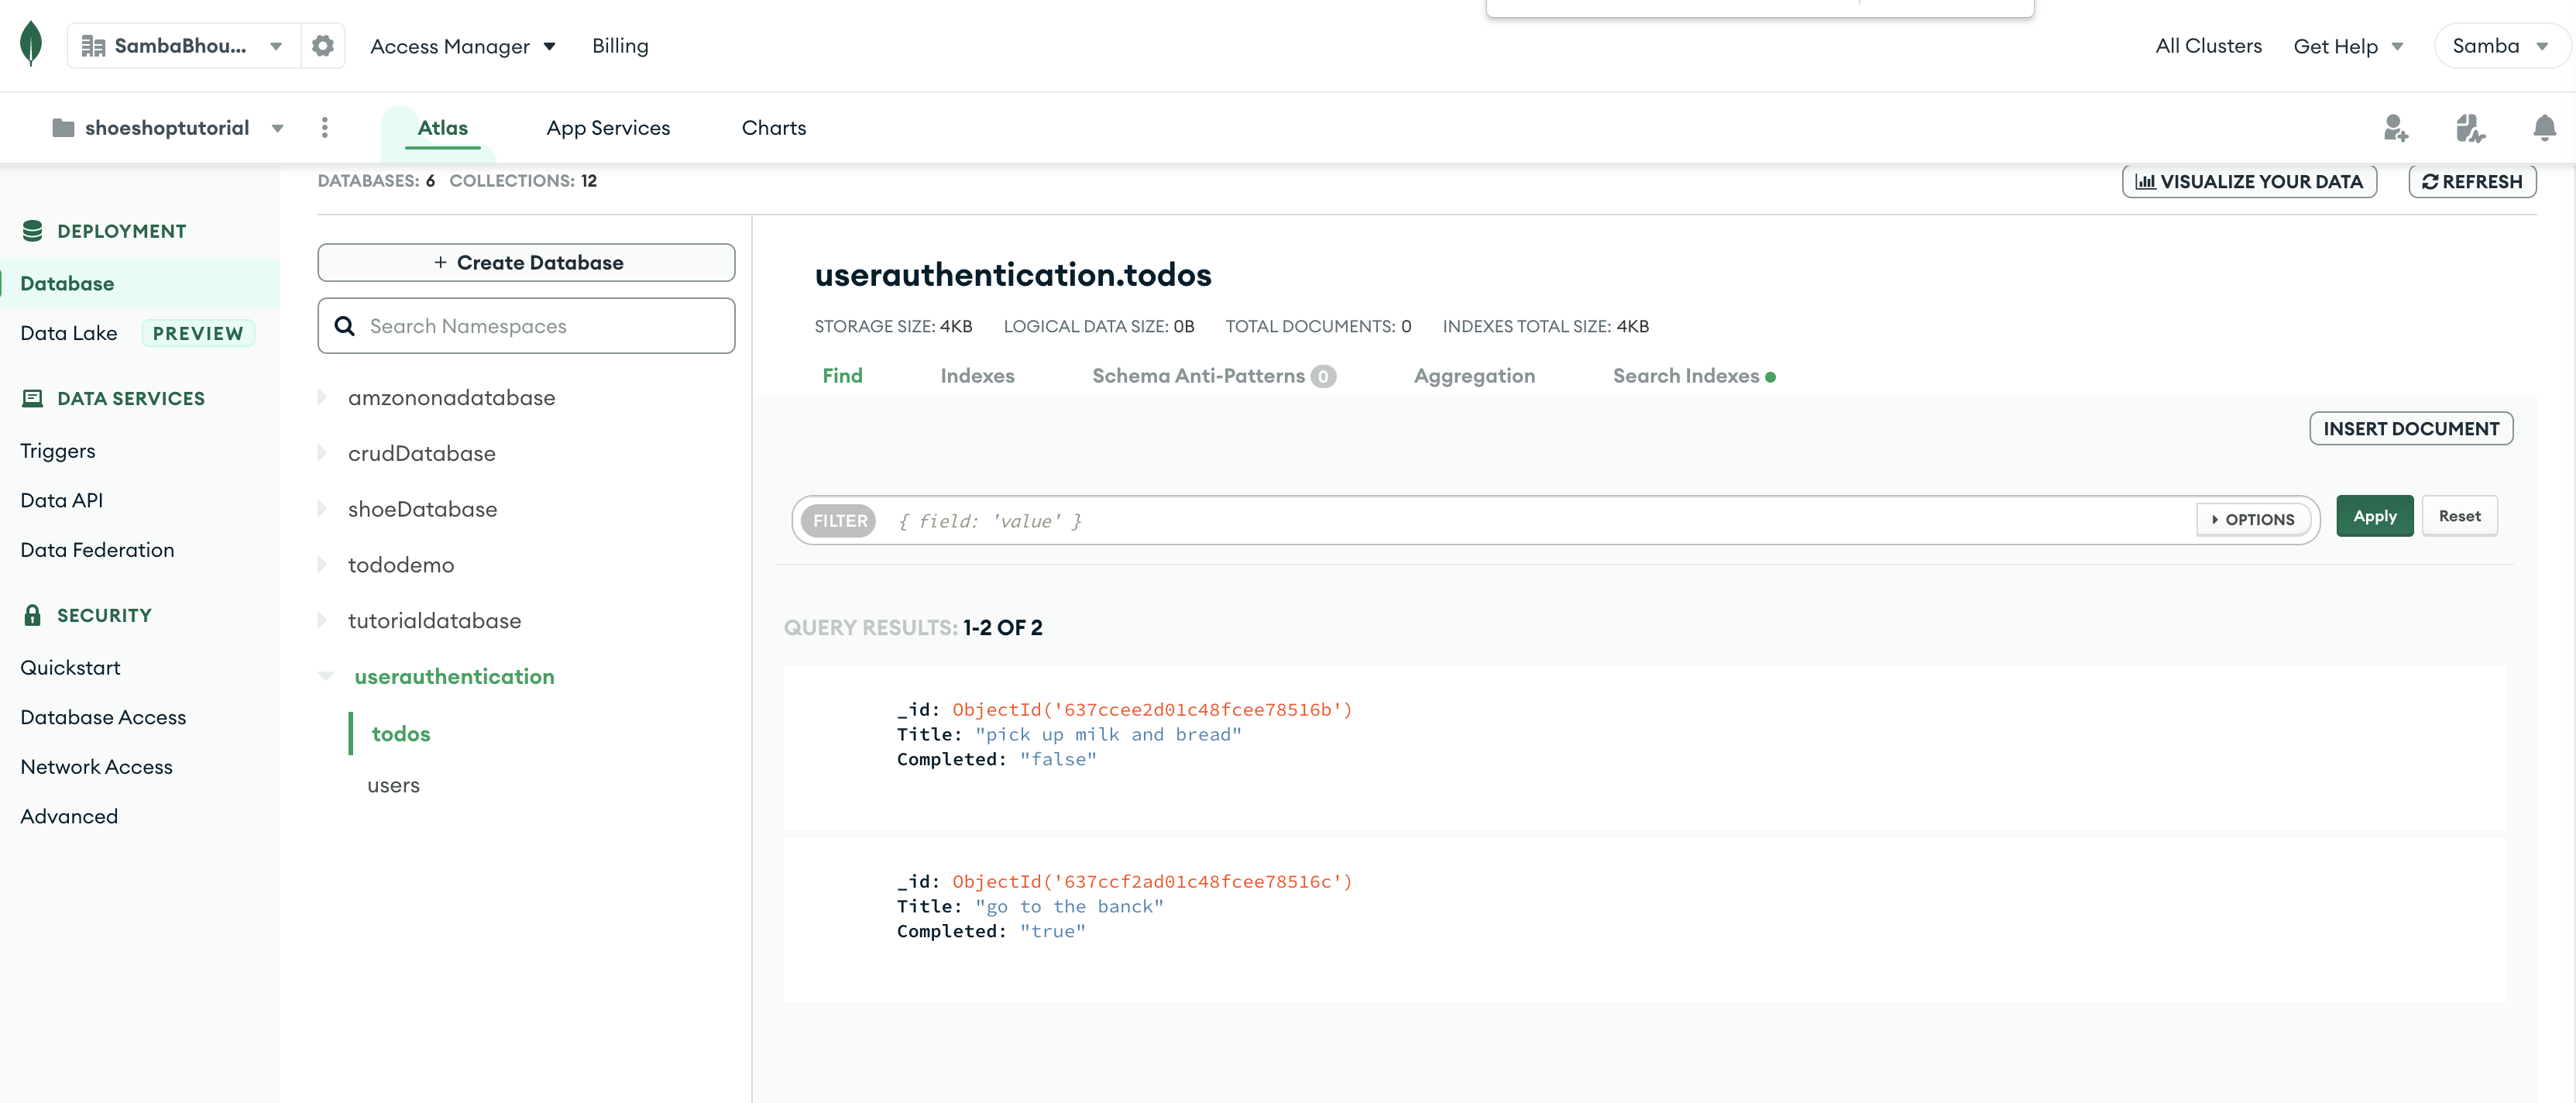 SambaBhou... Access Manager Billing All Clusters Get Help Samba
shoeshoptutorial Atlas App Services Charts
DATABASES: 6 COLLECTIONS: 12 VISUALIZE YOUR DATA REFRESH
DEPLOYMENT
Database
Data Lake PREVIEW
DATA SERVICES
Triggers
Data API
Data Federation
SECURITY
Quickstart
Database Access
Network Access
Advanced
+ Create Database
Search Namespaces
amzononadatabase
crudDatabase
shoeDatabase
tododemo
tutorialdatabase
userauthentication
todos
users
userauthentication.todos
STORAGE SIZE: 4KB LOGICAL DATA SIZE: 0B TOTAL DOCUMENTS: 0 INDEXES TOTAL SIZE: 4KB
Find Indexes Schema Anti-Patterns 0 Aggregation Search Indexes
INSERT DOCUMENT
FILTER { field: 'value' } OPTIONS Apply Reset
QUERY RESULTS: 1-2 OF 2
_id: ObjectId('637ccee2d01c48fcee78516b')
Title: "pick up milk and bread"
Completed: "false"
_id: ObjectId('637ccf2ad01c48fcee78516c')
Title: "go to the banck"
Completed: "true"